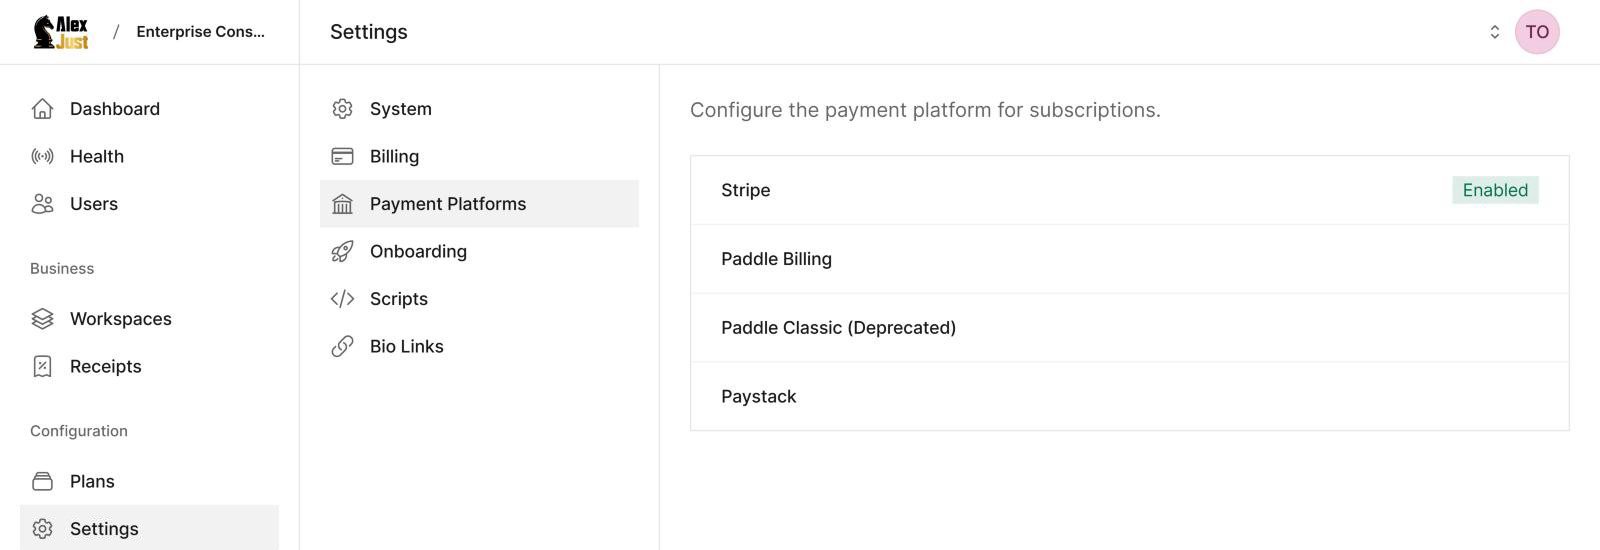 Alex
Just
/ Enterprise Cons...
Dashboard
Health
Users
Business
Workspaces
Receipts
Configuration
Plans
Settings
Settings
TO
System
Billing
Payment Platforms
Onboarding
Scripts
Bio Links
Configure the payment platform for subscriptions.
Stripe Enabled
Paddle Billing
Paddle Classic (Deprecated)
Paystack